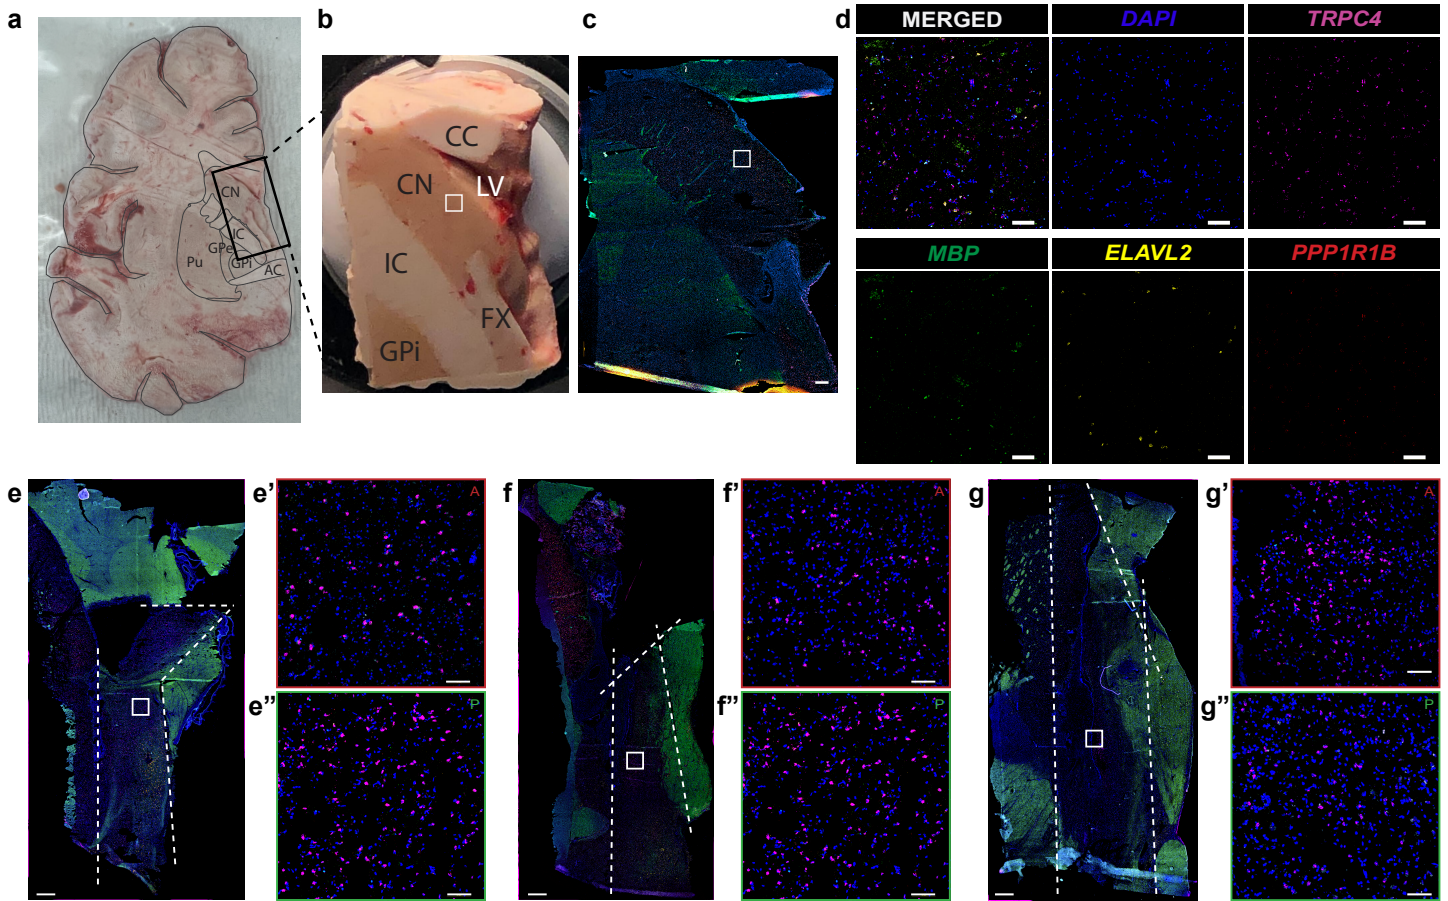 a
b
c
d
MERGED
DAPI
TRPC4
MBP
ELAVL2
PPP1R1B
CN
IC
GPe
GPi
Pu
AC
CC
CN
LV
IC
FX
GPi
e
e’
A
e”
P
f
f’
A
f”
P
g
g’
A
g”
P